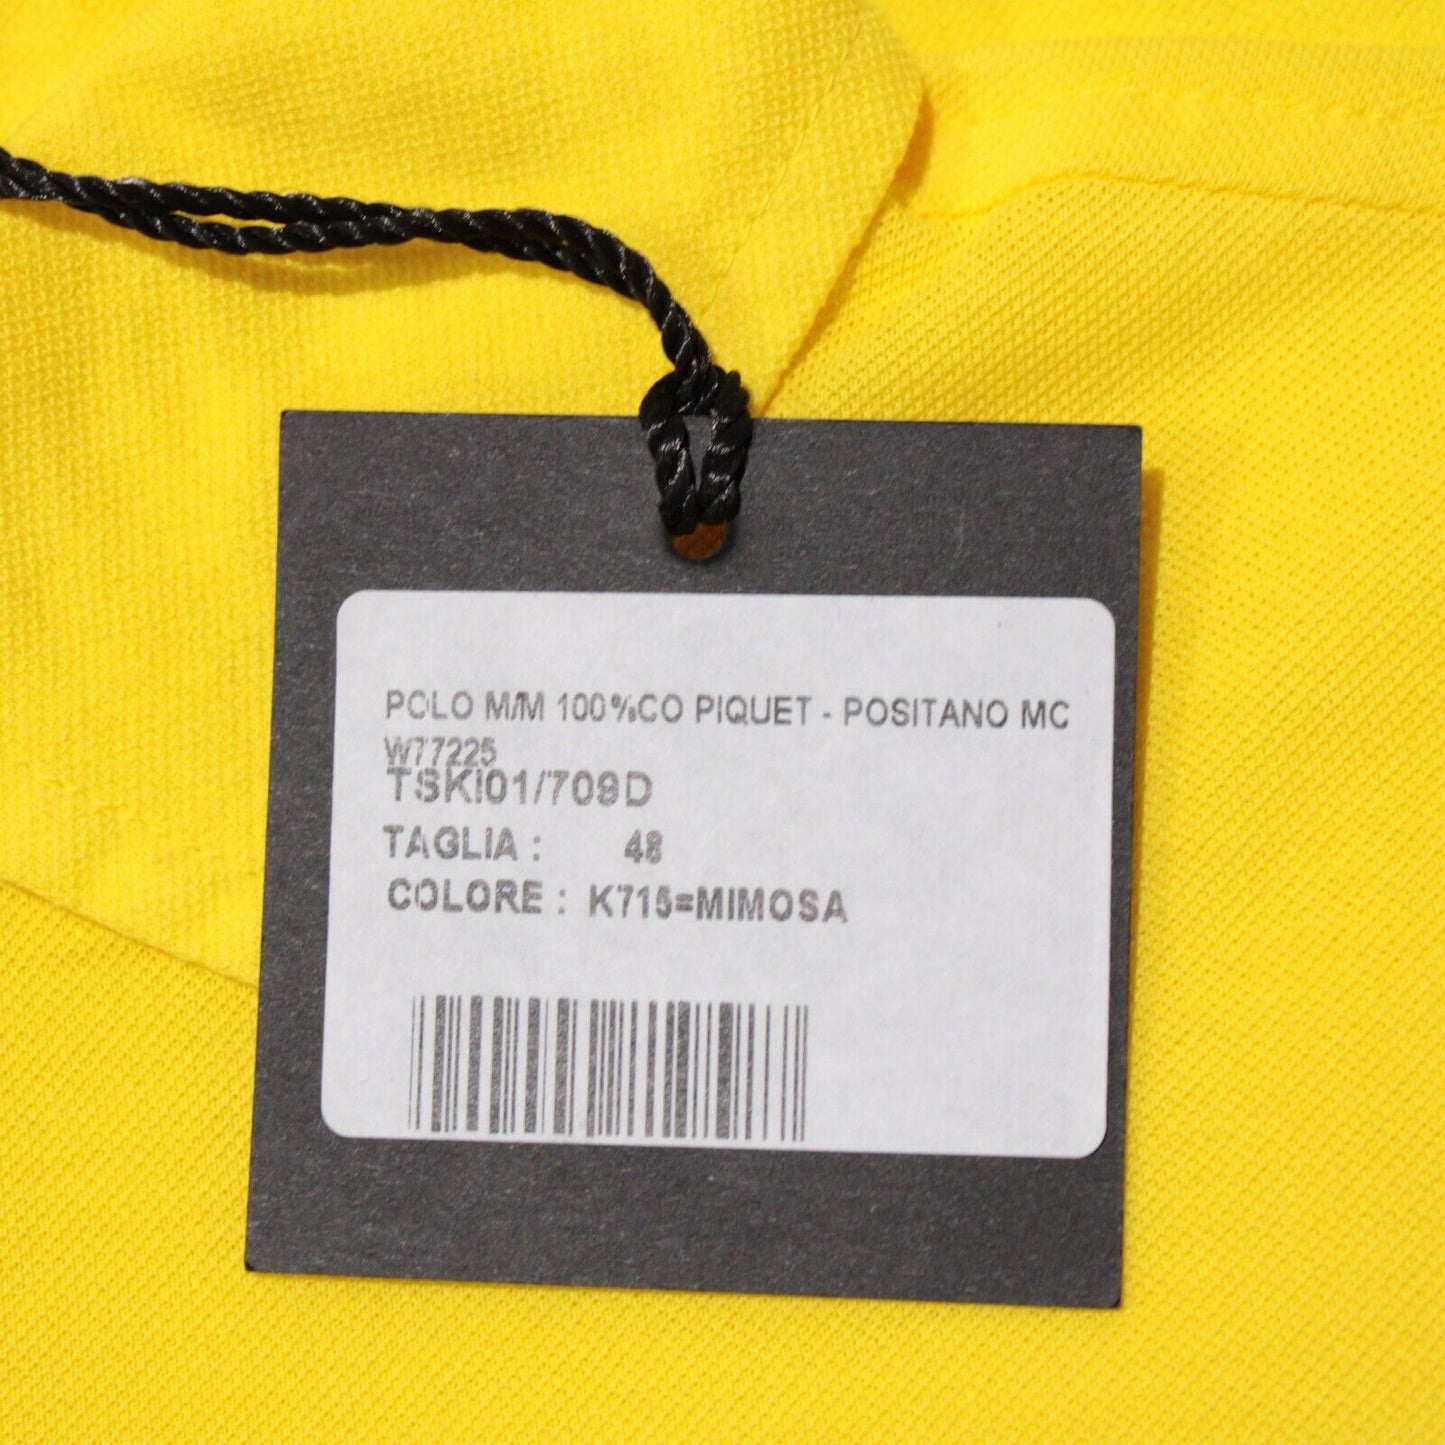 POLO M/M 100%CO PIQUET - POSITANO MC
W77225
TSKI01/709D
TAGLIA : 48
COLORE : K715=MIMOSA